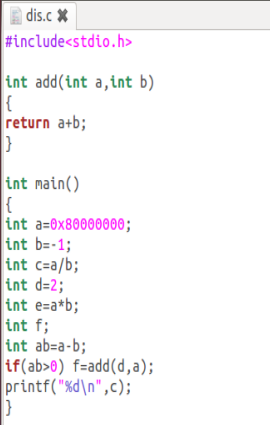 dis.c ✖
#include<stdio.h>
int add(int a,int b)
{
return a+b;
}
int main()
{
int a=0x80000000;
int b=-1;
int c=a/b;
int d=2;
int e=a*b;
int f;
int ab=a-b;
if(ab>0) f=add(d,a);
printf("%d\n",c);
}